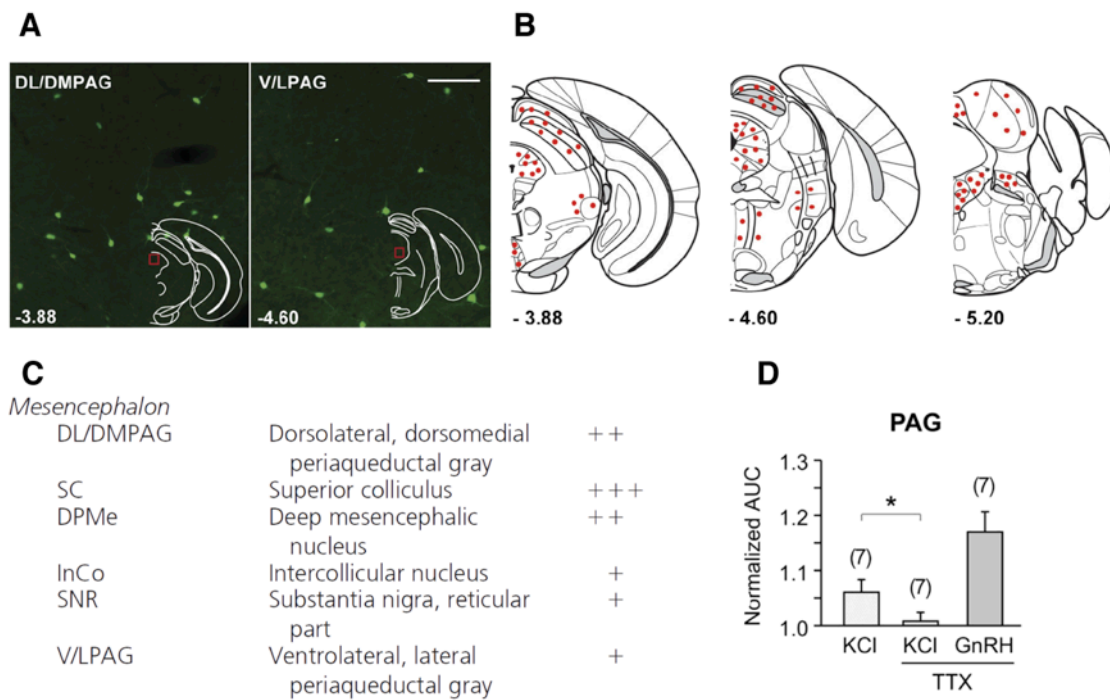 A
DL/DMPAG
V/LPAG
-3.88
-4.60
B
- 3.88
- 4.60
- 5.20
C
Mesencephalon
DL/DMPAG Dorsolateral, dorsomedial ++
periaqueductal gray
SC Superior colliculus +++
DPMe Deep mesencephalic ++
nucleus
InCo Intercollicular nucleus +
SNR Substantia nigra, reticular +
part
V/LPAG Ventrolateral, lateral +
periaqueductal gray
D
PAG
Normalized AUC
1.3
1.2
1.1
1.0
(7)
*
(7)
(7)
KCl KCl GnRH
TTX